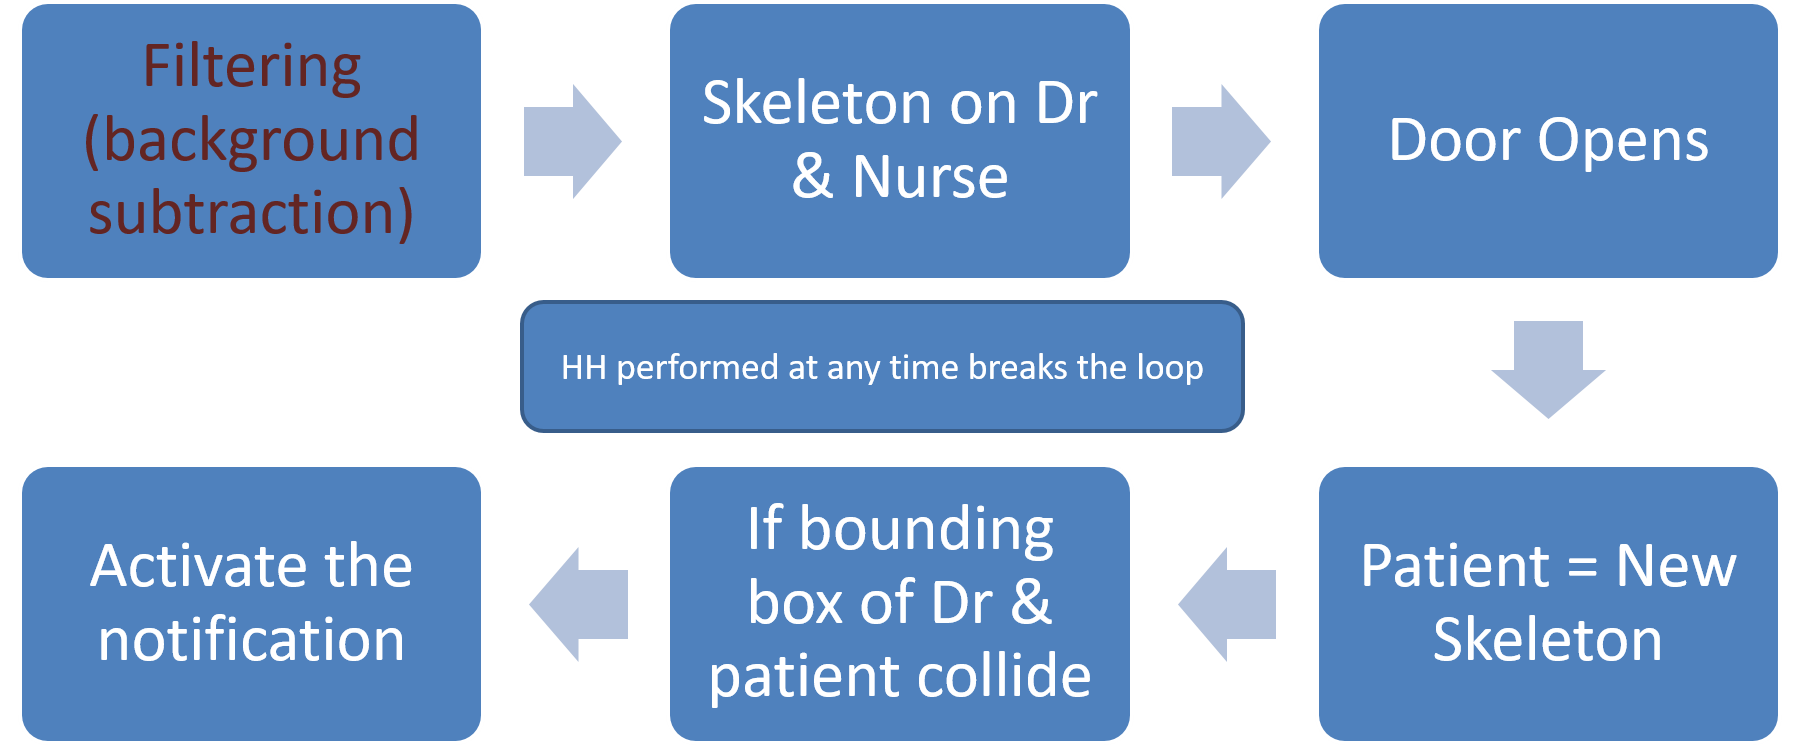 Filtering
(background
subtraction)
Skeleton on Dr
& Nurse
Door Opens
HH performed at any time breaks the loop
Patient = New
Skeleton
If bounding
box of Dr &
patient collide
Activate the
notification